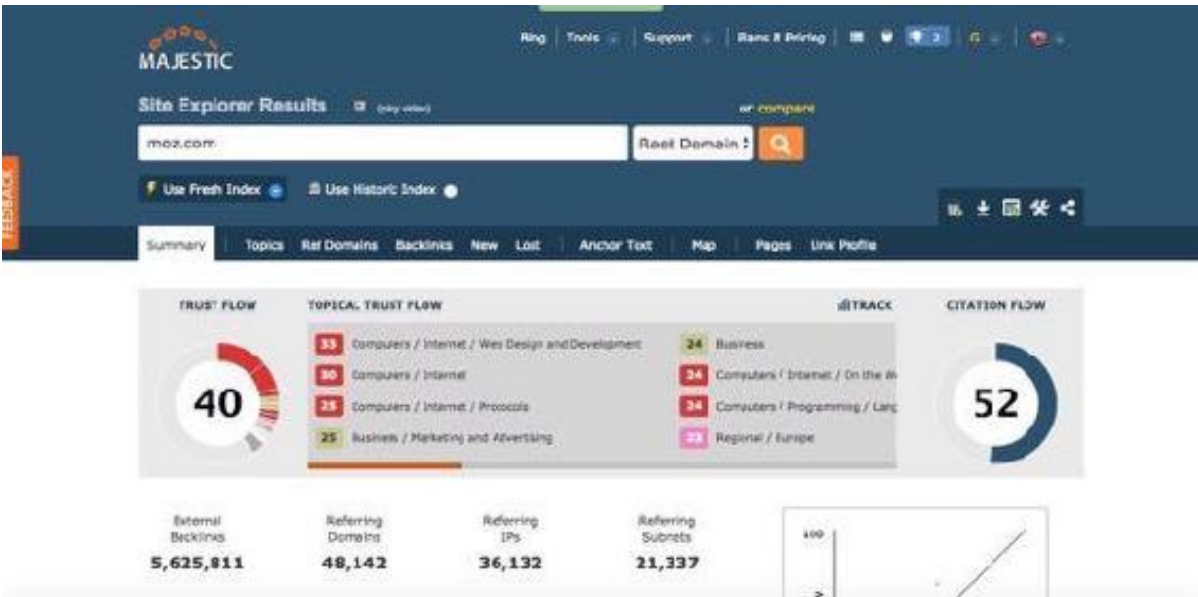 MAJESTIC
Tools Support Plans & Pricing
Site Explorer Results or compare
moz.com Root Domain
FEEDBACK
Use Fresh Index Use Historic Index
Summary Topics Ref Domains Backlinks New Lost Anchor Text Map Pages Link Profile
TRUST FLOW TOPICAL TRUST FLOW TRACK CITATION FLOW
33 Computers / Internet / Web Design and Development 24 Business
30 Computers / Internet 24 Computers / Internet / On the W
40 25 Computers / Internet / Protocols 24 Computers / Programming / Lang 52
25 Business / Marketing and Advertising 23 Regional / Europe
External Referring Referring Referring
Backlinks Domains IPs Subnets
5,625,811 48,142 36,132 21,337
100